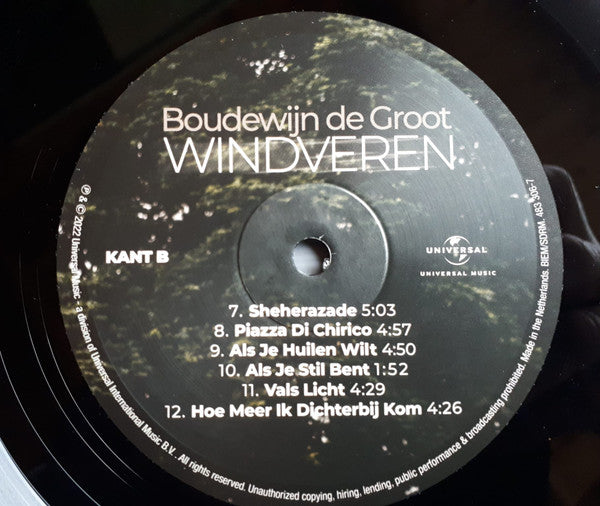 Boudewijn de Groot
WINDVEREN
KANT B
UNIVERSAL
UNIVERSAL MUSIC
7. Sheherazade 5:03
8. Piazza Di Chirico 4:57
9. Als Je Huilen Wilt 4:50
10. Als Je Stil Bent 1:52
11. Vals Licht 4:29
12. Hoe Meer Ik Dichterbij Kom 4:26
℗ & © 2022 Universal Music - a division of Universal International Music B.V. All rights reserved. Unauthorized copying, hiring, lending, public performance & broadcasting prohibited. Made in the Netherlands. BIEM/SDRM. 483 306-7